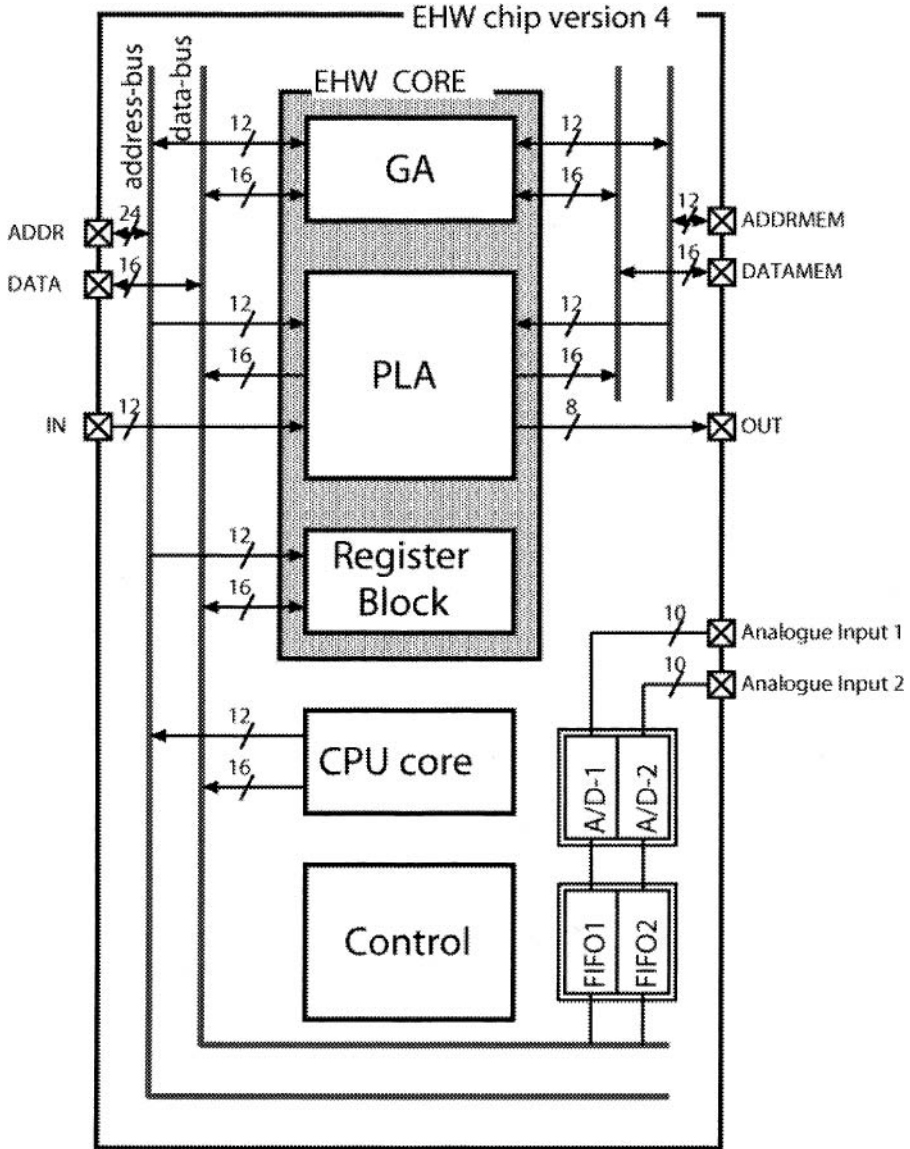 EHW chip version 4
address-bus
data-bus
EHW CORE
12
12
GA
16
16
ADDR
24
12
ADDRMEM
DATA
16
16
DATAMEM
12
12
PLA
16
16
IN
12
8
OUT
12
Register
Block
16
10
Analogue Input 1
10
Analogue Input 2
12
CPU core
16
A/D-1
A/D-2
Control
FIFO1
FIFO2